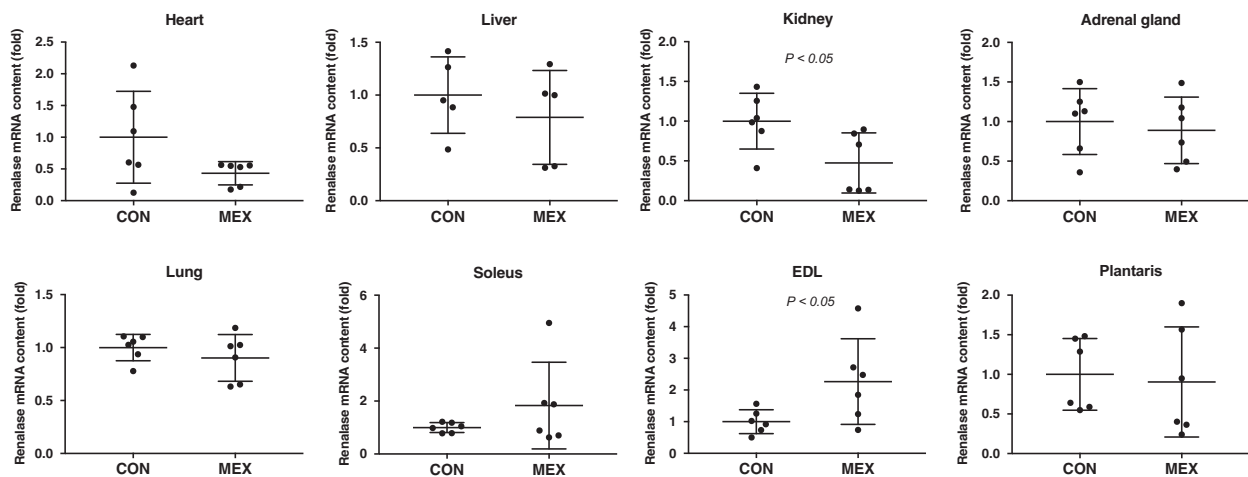 Heart
Renalase mRNA content (fold)
2.5
2.0
1.5
1.0
0.5
0.0
CON MEX
Liver
Renalase mRNA content (fold)
1.5
1.0
0.5
0.0
CON MEX
Kidney
Renalase mRNA content (fold)
2.0
1.5
1.0
0.5
0.0
P < 0.05
CON MEX
Adrenal gland
Renalase mRNA content (fold)
2.0
1.5
1.0
0.5
0.0
CON MEX
Lung
Renalase mRNA content (fold)
1.5
1.0
0.5
0.0
CON MEX
Soleus
Renalase mRNA content (fold)
6
4
2
0
CON MEX
EDL
Renalase mRNA content (fold)
5
4
3
2
1
0
P < 0.05
CON MEX
Plantaris
Renalase mRNA content (fold)
2.0
1.5
1.0
0.5
0.0
CON MEX